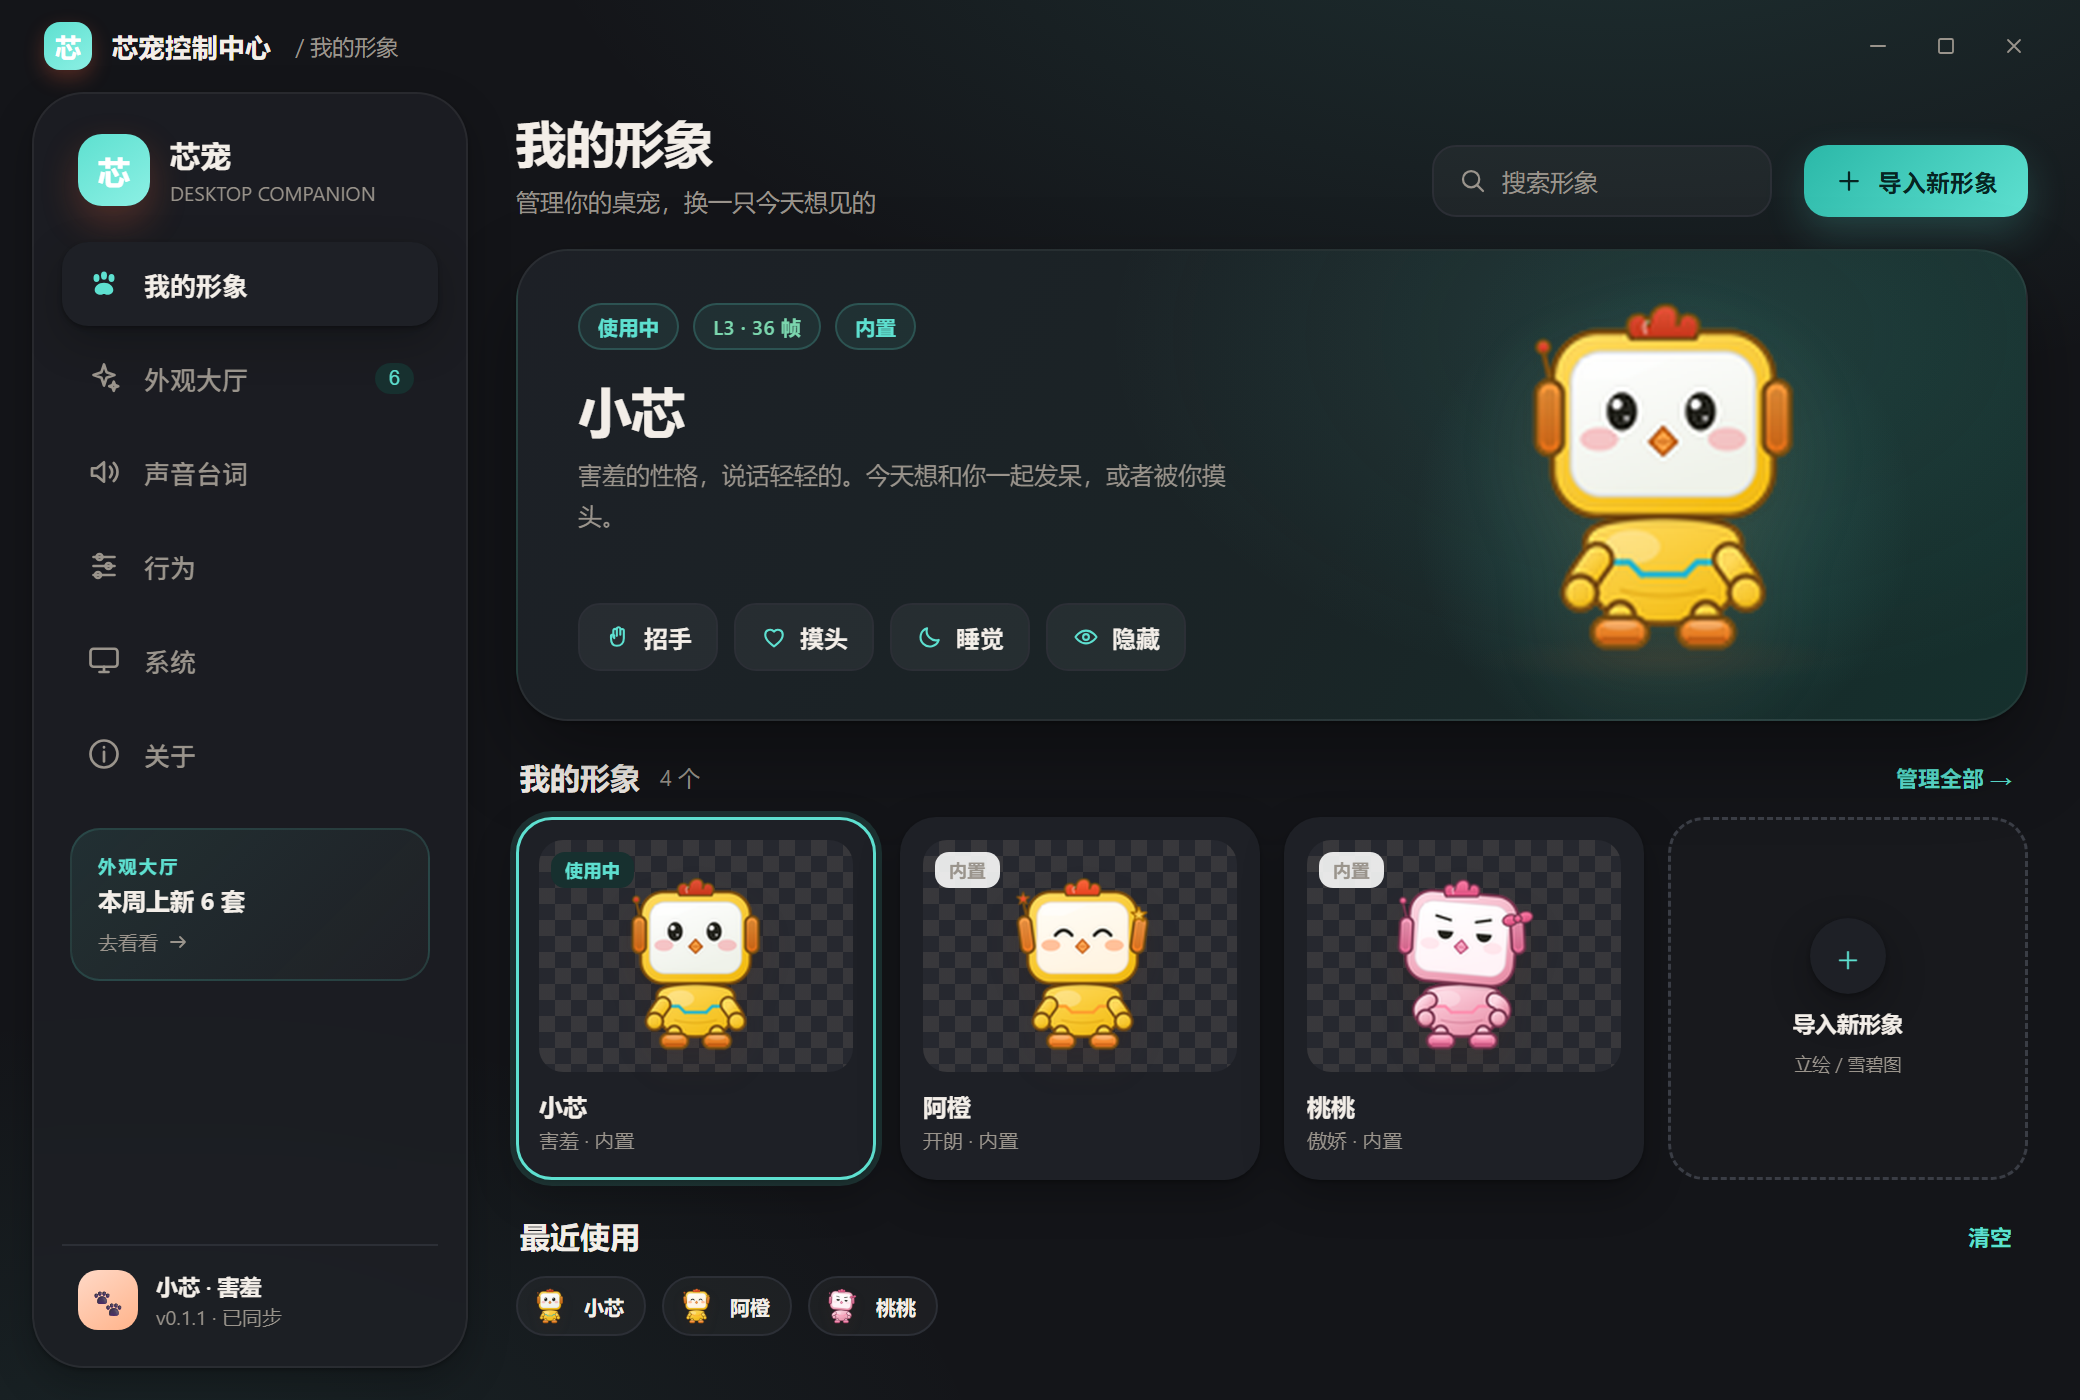 芯 芯宠控制中心 / 我的形象
芯 芯宠
DESKTOP COMPANION
我的形象
外观大厅 6
声音台词
行为
系统
关于
外观大厅
本周上新 6 套
去看看 →
小芯 · 害羞
v0.1.1 · 已同步
我的形象
管理你的桌宠，换一只今天想见的
搜索形象
导入新形象
使用中 L3 · 36 帧 内置
小芯
害羞的性格，说话轻轻的。今天想和你一起发呆，或者被你摸
头。
招手 摸头 睡觉 隐藏
我的形象 4 个
管理全部 →
使用中
小芯
害羞 · 内置
内置
阿橙
开朗 · 内置
内置
桃桃
傲娇 · 内置
导入新形象
立绘 / 雪碧图
最近使用
清空
小芯 阿橙 桃桃